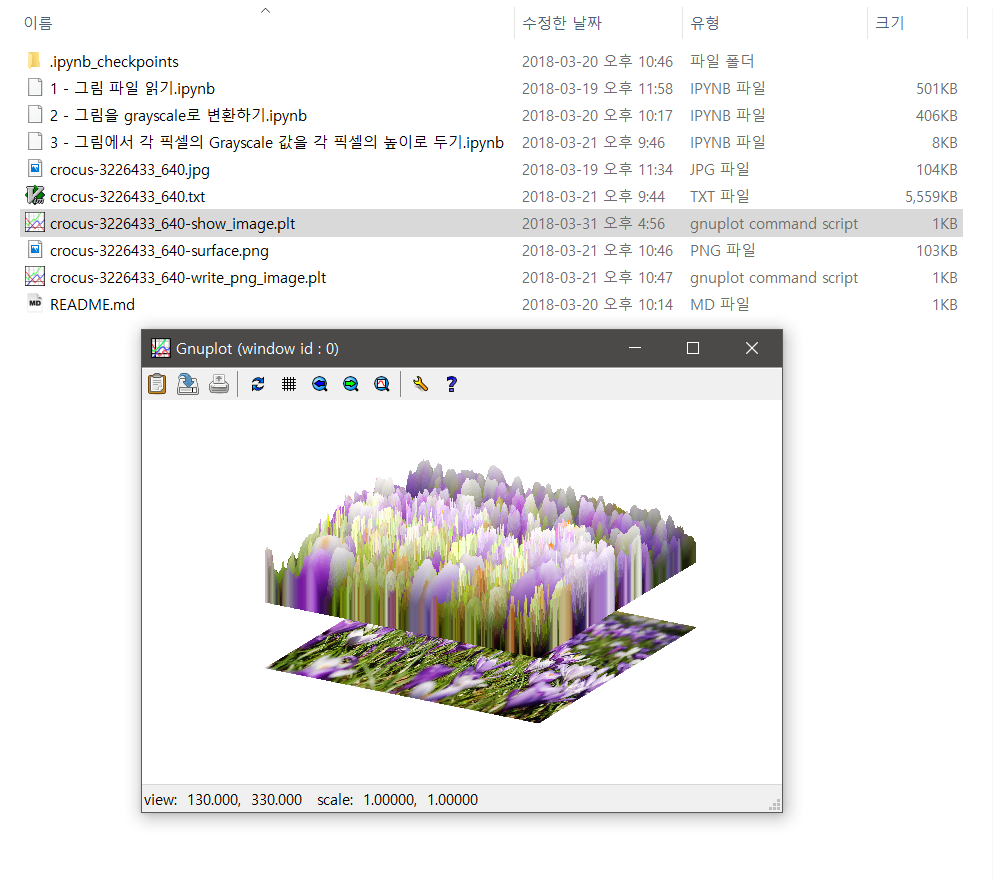 이름 수정한 날짜 유형 크기
.ipynb_checkpoints 2018-03-20 오후 10:46 파일 폴더
1 - 그림 파일 읽기.ipynb 2018-03-19 오후 11:58 IPYNB 파일 501KB
2 - 그림을 grayscale로 변환하기.ipynb 2018-03-20 오후 10:17 IPYNB 파일 406KB
3 - 그림에서 각 픽셀의 Grayscale 값을 각 픽셀의 높이로 두기.ipynb 2018-03-21 오후 9:46 IPYNB 파일 8KB
crocus-3226433_640.jpg 2018-03-19 오후 11:34 JPG 파일 104KB
crocus-3226433_640.txt 2018-03-21 오후 9:44 TXT 파일 5,559KB
crocus-3226433_640-show_image.plt 2018-03-31 오후 4:56 gnuplot command script 1KB
crocus-3226433_640-surface.png 2018-03-21 오후 10:46 PNG 파일 103KB
crocus-3226433_640-write_png_image.plt 2018-03-21 오후 10:47 gnuplot command script 1KB
MD README.md 2018-03-20 오후 10:14 MD 파일 1KB
Gnuplot (window id : 0)
?
view: 130.000, 330.000 scale: 1.00000, 1.00000